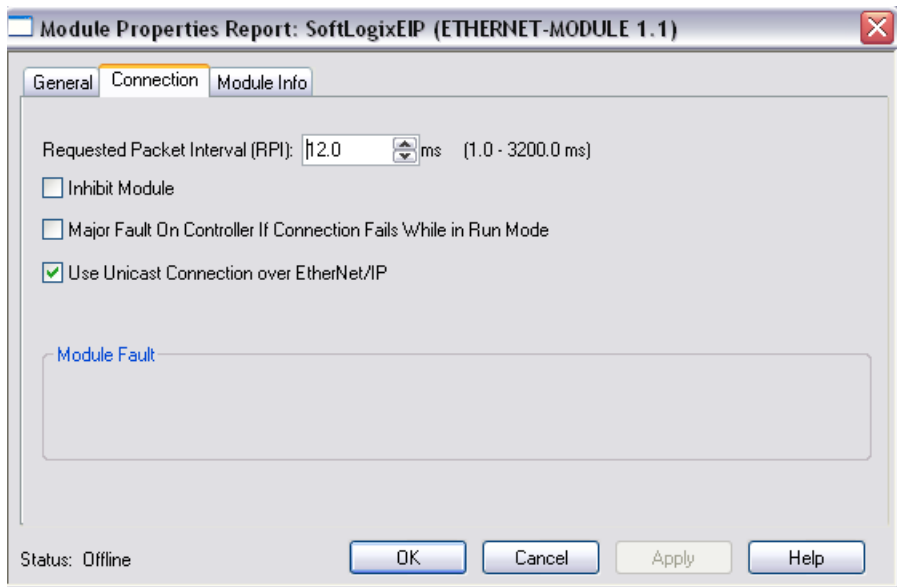 Module Properties Report: SoftLogixEIP (ETHERNET-MODULE 1.1)
General Connection Module Info
Requested Packet Interval (RPI): 12.0 ms (1.0 - 3200.0 ms)
Inhibit Module
Major Fault On Controller If Connection Fails While in Run Mode
Use Unicast Connection over EtherNet/IP
Module Fault
Status: Offline OK Cancel Apply Help